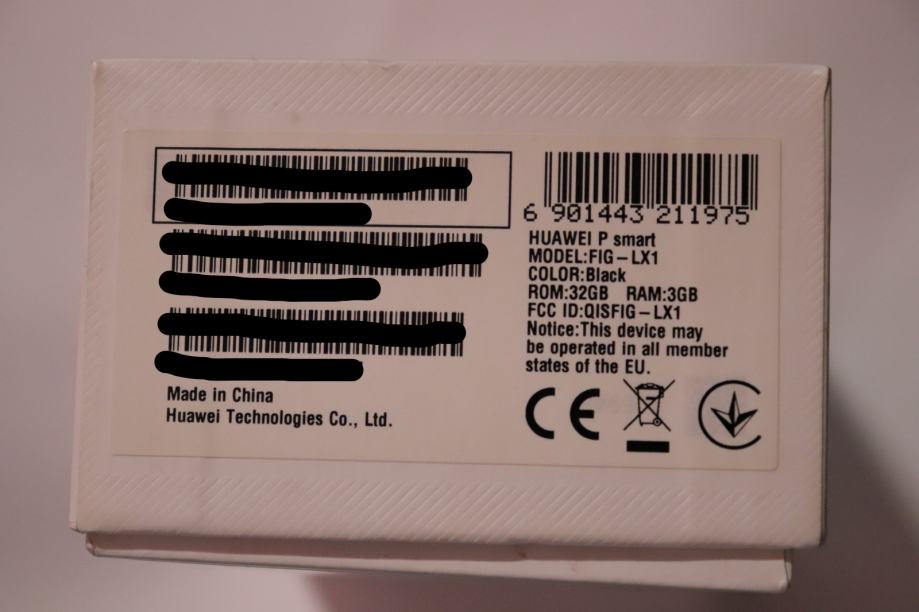 6 901443 211975
HUAWEI P smart
MODEL:FIG-LX1
COLOR:Black
ROM:32GB RAM:3GB
FCC ID:QISFIG-LX1
Notice:This device may
be operated in all member
states of the EU.
CE
Made in China
Huawei Technologies Co., Ltd.